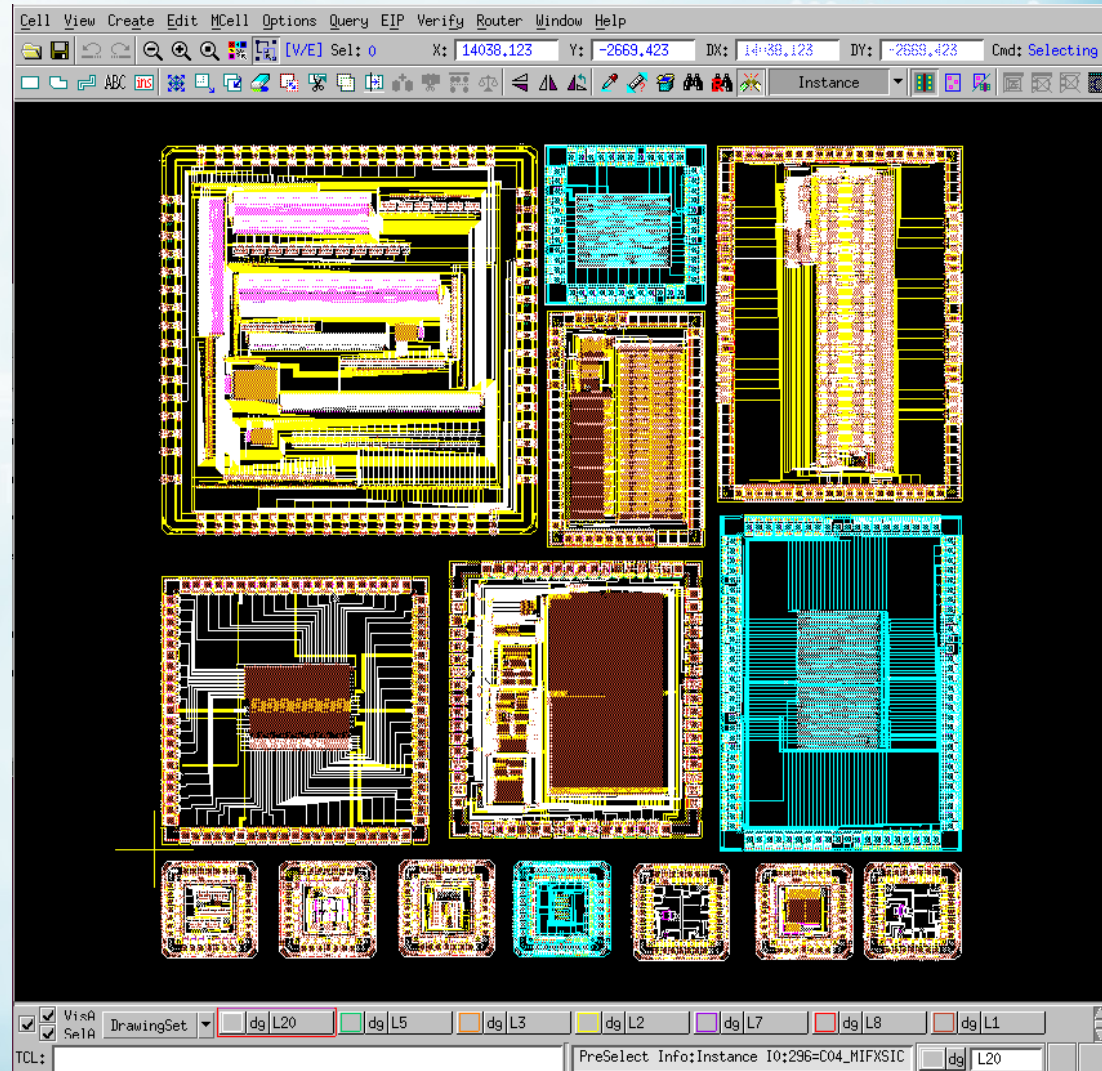 Cell View Create Edit MCell Options Query EIP Verify Router Window Help
[V/E] Sel: 0 X: 14038.123 Y: -2669.423 DX: 14038.123 DY: -2669.423 Cmd: Selecting
ABC ins Instance
VisA
SelA
DrawingSet dg L20 dg L5 dg L3 dg L2 dg L7 dg L8 dg L1
TCL: PreSelect Info:Instance I0:296=C04_MIFXSIC dg L20